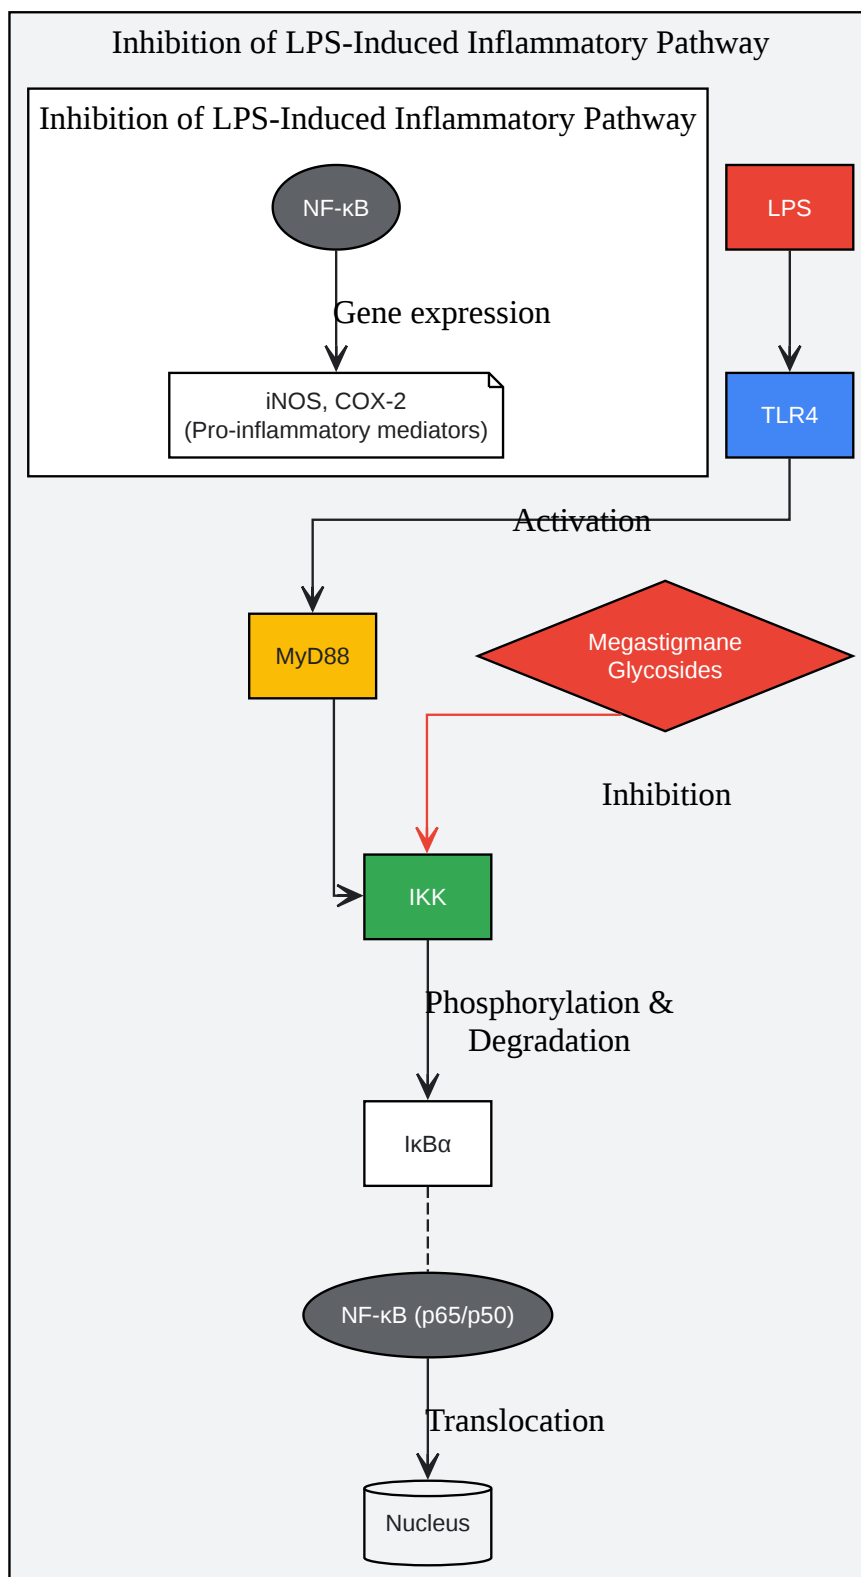 Inhibition of LPS-Induced Inflammatory Pathway
Inhibition of LPS-Induced Inflammatory Pathway
NF-κB
LPS
Gene expression
iNOS, COX-2
(Pro-inflammatory mediators)
TLR4
Activation
MyD88
Megastigmane
Glycosides
Inhibition
IKK
Phosphorylation &
Degradation
IκBα
NF-κB (p65/p50)
Translocation
Nucleus